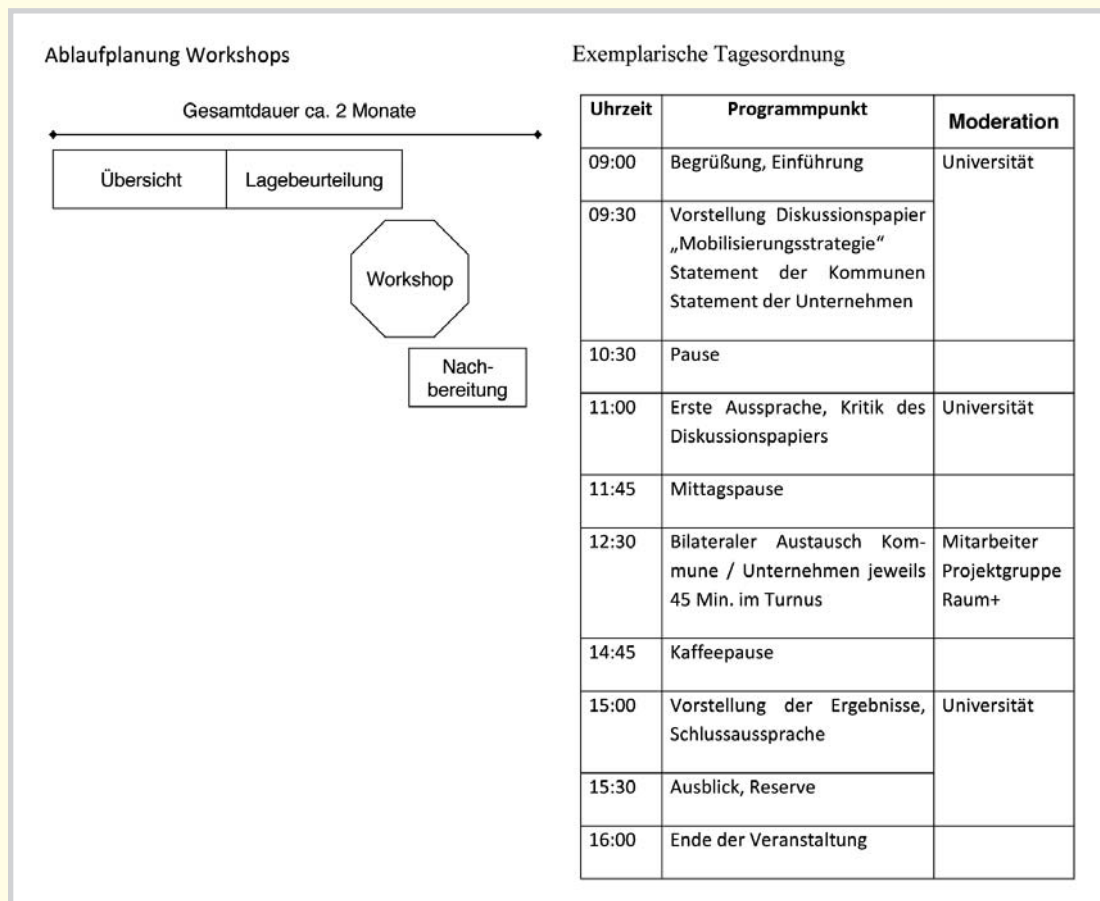 Ablaufplanung Workshops
Gesamtdauer ca. 2 Monate
Übersicht
Lagebeurteilung
Workshop
Nach-
bereitung
Exemplarische Tagesordnung
Uhrzeit Programmpunkt Moderation
09:00 Begrüßung, Einführung Universität
09:30 Vorstellung Diskussionspapier
„Mobilisierungsstrategie“
Statement der Kommunen
Statement der Unternehmen
10:30 Pause
11:00 Erste Aussprache, Kritik des Universität
Diskussionspapiers
11:45 Mittagspause
12:30 Bilateraler Austausch Kom- Mitarbeiter
mune / Unternehmen jeweils Projektgruppe
45 Min. im Turnus Raum+
14:45 Kaffeepause
15:00 Vorstellung der Ergebnisse, Universität
Schlussaussprache
15:30 Ausblick, Reserve
16:00 Ende der Veranstaltung